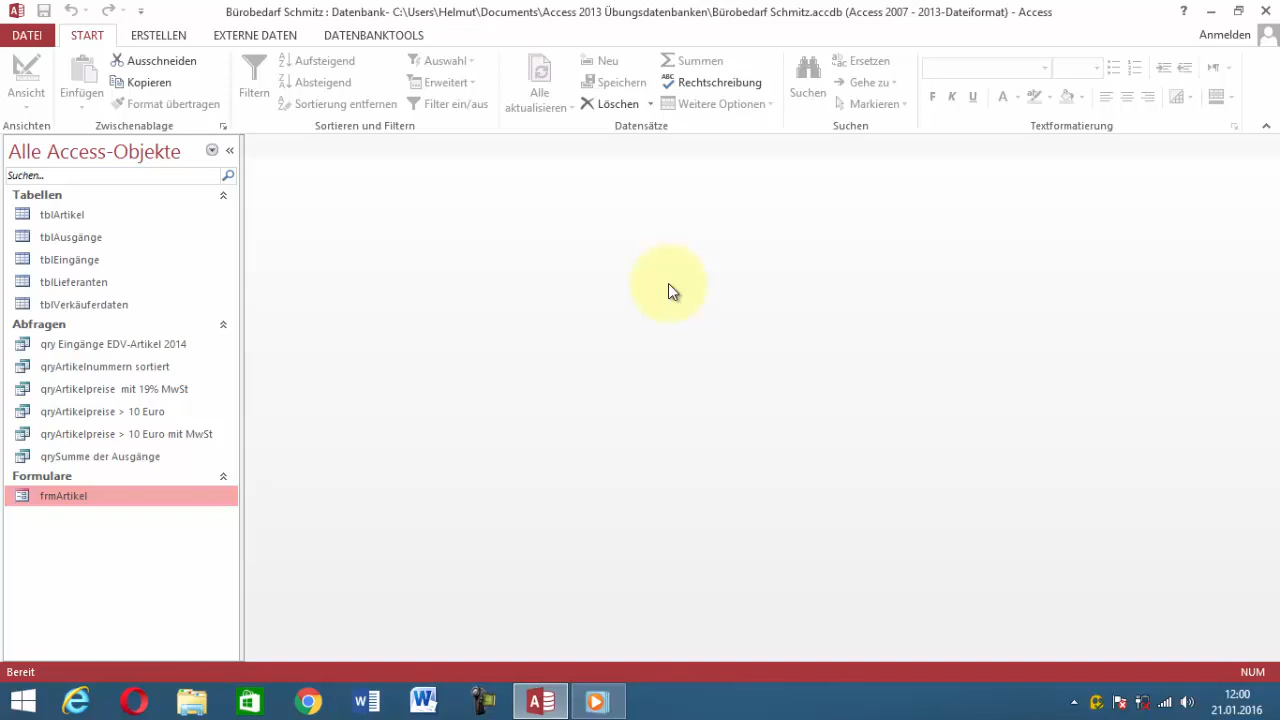 Bürobedarf Schmitz : Datenbank- C:\Users\Helmut\Documents\Access 2013 Übungsdatenbanken\Bürobedarf Schmitz.accdb (Access 2007 - 2013-Dateiformat) - Access
DATEI START ERSTELLEN EXTERNE DATEN DATENBANKTOOLS Anmelden
Ansicht
Ansichten
Einfügen
Ausschneiden
Kopieren
Format übertragen
Zwischenablage
Filtern
Aufsteigend
Absteigend
Sortierung entfernen
Auswahl
Erweitert
Filter ein/aus
Sortieren und Filtern
Alle
aktualisieren
Neu
Speichern
Löschen
Summen
Rechtschreibung
Weitere Optionen
Datensätze
Suchen
Ersetzen
Gehe zu
Markieren
Suchen
F K U A
Textformatierung
Alle Access-Objekte
Suchen...
Tabellen
tblArtikel
tblAusgänge
tblEingänge
tblLieferanten
tblVerkäuferdaten
Abfragen
qry Eingänge EDV-Artikel 2014
qryArtikelnummern sortiert
qryArtikelpreise  mit 19% MwSt
qryArtikelpreise > 10 Euro
qryArtikelpreise > 10 Euro mit MwSt
qrySumme der Ausgänge
Formulare
frmArtikel
Bereit NUM
12:00
21.01.2016